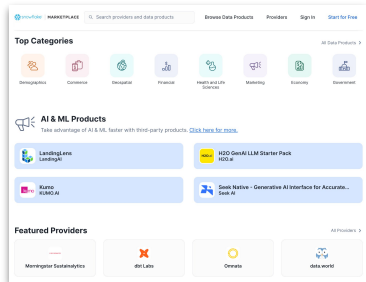 snowflake MARKETPLACE Search providers and data products Browse Data Products Providers Sign In Start for Free
Top Categories
All Data Products >
Demographics Commerce Geospatial Financial Health and Life Sciences Marketing Economy Government
AI & ML Products
Take advantage of AI & ML faster with third-party products. Click here for more.
LandingLens
LandingAI
H2O.ai
H2O GenAI LLM Starter Pack
H2O.ai
Kumo
KUMO.AI
Seek Native - Generative AI Interface for Accurate...
Seek AI
Featured Providers
All Providers >
Morningstar Sustainalytics dbt Labs Omnata data.world